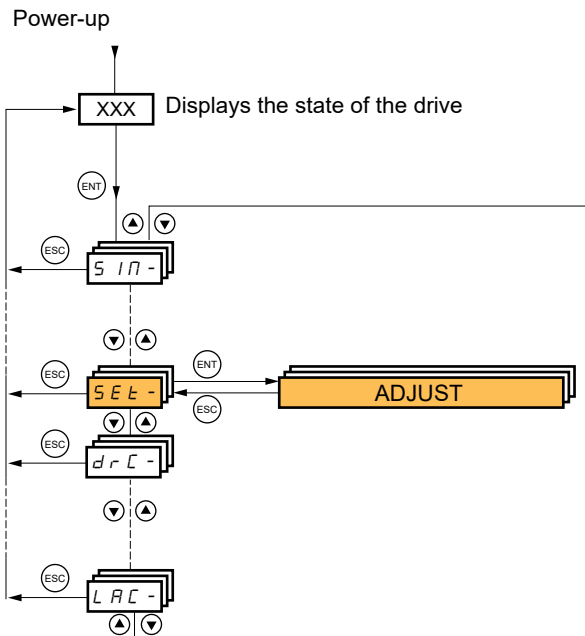 Power-up
XXX Displays the state of the drive
ENT
ESC
SIM-
ESC
ENT
SEt-
ADJUST
ESC
ESC
drC-
ESC
LAC-